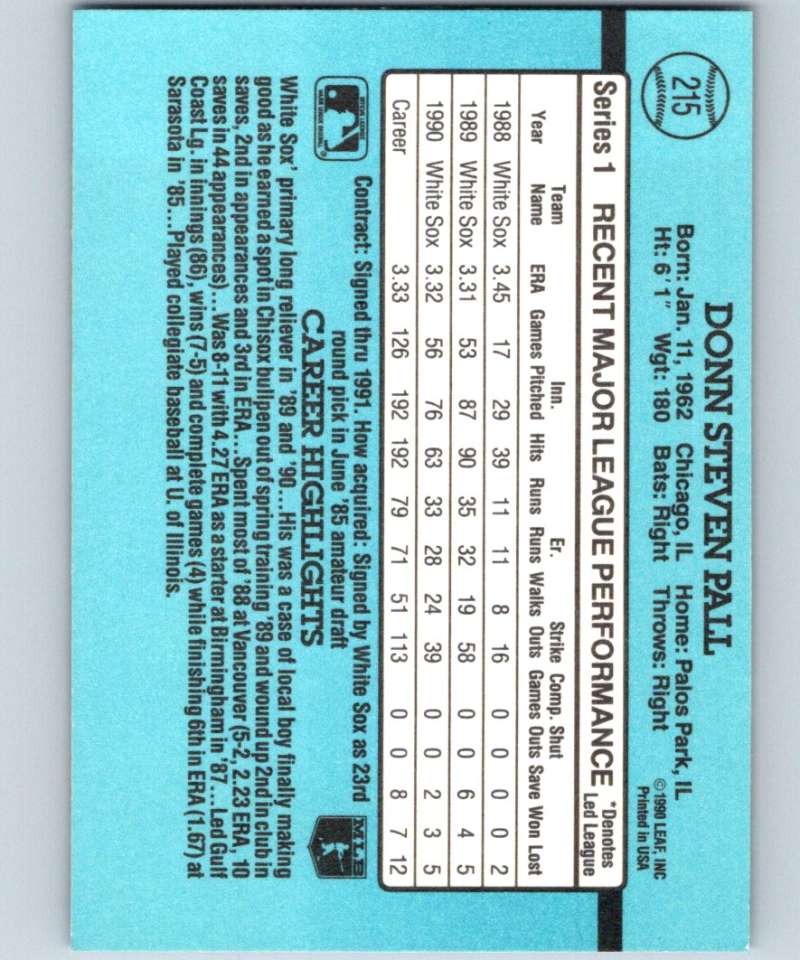 215
DONN STEVEN PALL
Born: Jan. 11, 1962 Chicago, IL Home: Palos Park, IL
Ht: 6'1" Wgt: 180 Bats: Right Throws: Right
©1990 LEAF, INC
Printed in USA
Series 1 RECENT MAJOR LEAGUE PERFORMANCE *Denotes Led League
Team Inn. Er. Strike Comp. Shut
Year Name ERA Games Pitched Hits Runs Runs Walks Outs Games Outs Save Won Lost
1988 White Sox 3.45 17 29 39 11 11 8 16 0 0 0 0 2
1989 White Sox 3.31 53 87 90 35 32 19 58 0 0 6 4 5
1990 White Sox 3.32 56 76 63 33 28 24 39 0 0 2 3 5
Career 3.33 126 192 192 79 71 51 113 0 0 8 7 12
Contract: Signed thru 1991. How acquired: Signed by White Sox as 23rd
round pick in June '85 amateur draft
MLB
CAREER HIGHLIGHTS
White Sox' primary long reliever in '89 and '90...His was a case of local boy finally making
good as he earned a spot in Chisox bullpen out of spring training '89 and wound up 2nd in club in
saves, 2nd in appearances and 3rd in ERA...Spent most of '88 at Vancouver (5-2, 2.23 ERA, 10
saves in 44 appearances)...Was 8-11 with 4.27 ERA as a starter at Birmingham in '87...Led Gulf
Coast Lg. in innings (86), wins (7-5) and complete games (4) while finishing 6th in ERA (1.67) at
Sarasota in '85...Played collegiate baseball at U. of Illinois.